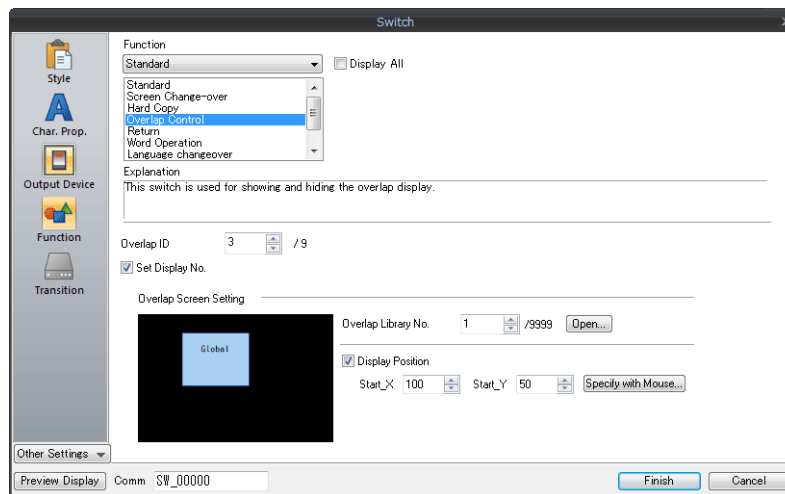 Switch
Style
Char. Prop.
Output Device
Function
Transition
Other Settings
Function
Standard
Display All
Standard
Screen Change-over
Hard Copy
Overlap Control
Return
Word Operation
Language changeover
Explanation
This switch is used for showing and hiding the overlap display.
Overlap ID 3 / 9
Set Display No.
Overlap Screen Setting
Global
Overlap Library No. 1 /9999 Open...
Display Position
Start_X 100 Start_Y 50 Specify with Mouse...
Preview Display Comm SW_00000 Finish Cancel